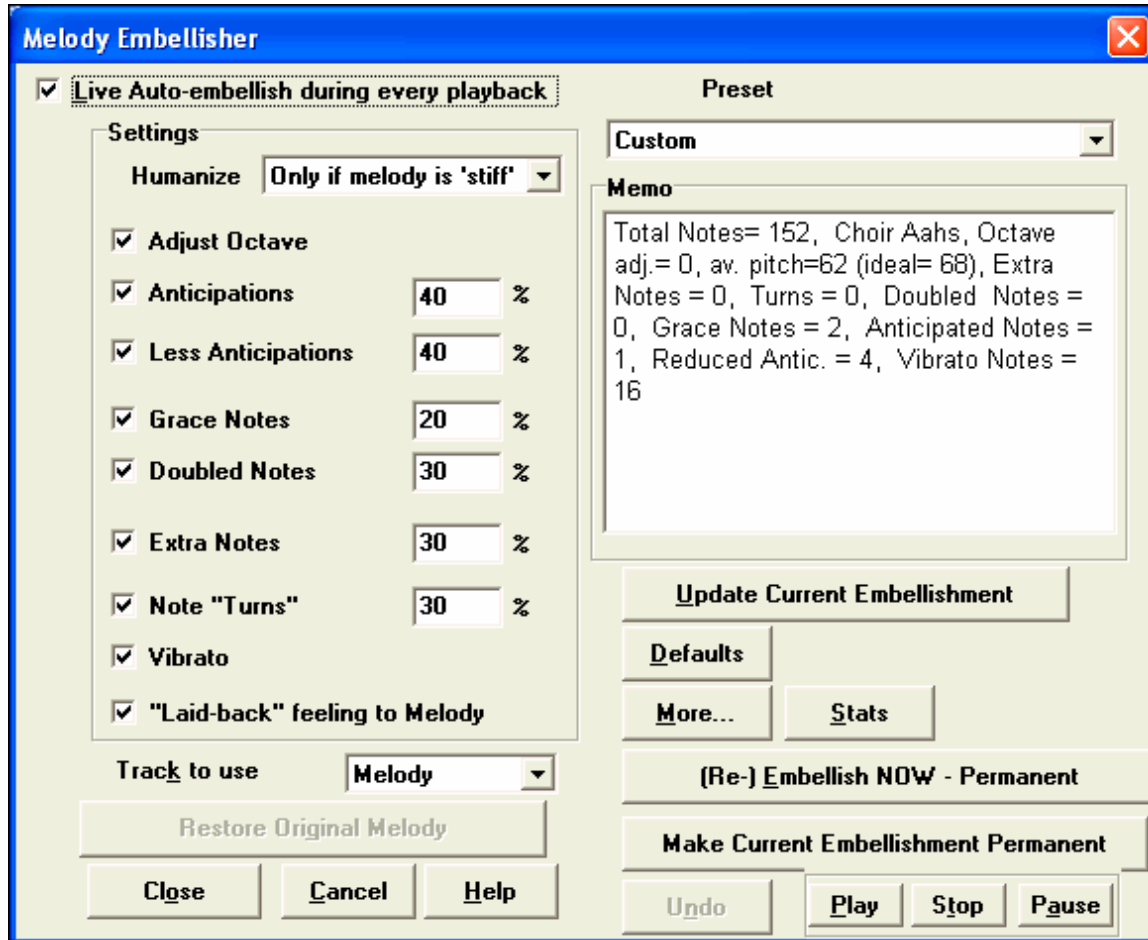 Melody Embellisher
Live Auto-embellish during every playback
Settings
Humanize Only if melody is 'stiff'
Adjust Octave
Anticipations 40 %
Less Anticipations 40 %
Grace Notes 20 %
Doubled Notes 30 %
Extra Notes 30 %
Note "Turns" 30 %
Vibrato
"Laid-back" feeling to Melody
Track to use Melody
Restore Original Melody
Close Cancel Help
Preset
Custom
Memo
Total Notes= 152, Choir Aahs, Octave
adj.= 0, av. pitch=62 (ideal= 68), Extra
Notes = 0, Turns = 0, Doubled Notes =
0, Grace Notes = 2, Anticipated Notes =
1, Reduced Antic. = 4, Vibrato Notes =
16
Update Current Embellishment
Defaults
More... Stats
(Re-) Embellish NOW - Permanent
Make Current Embellishment Permanent
Undo Play Stop Pause